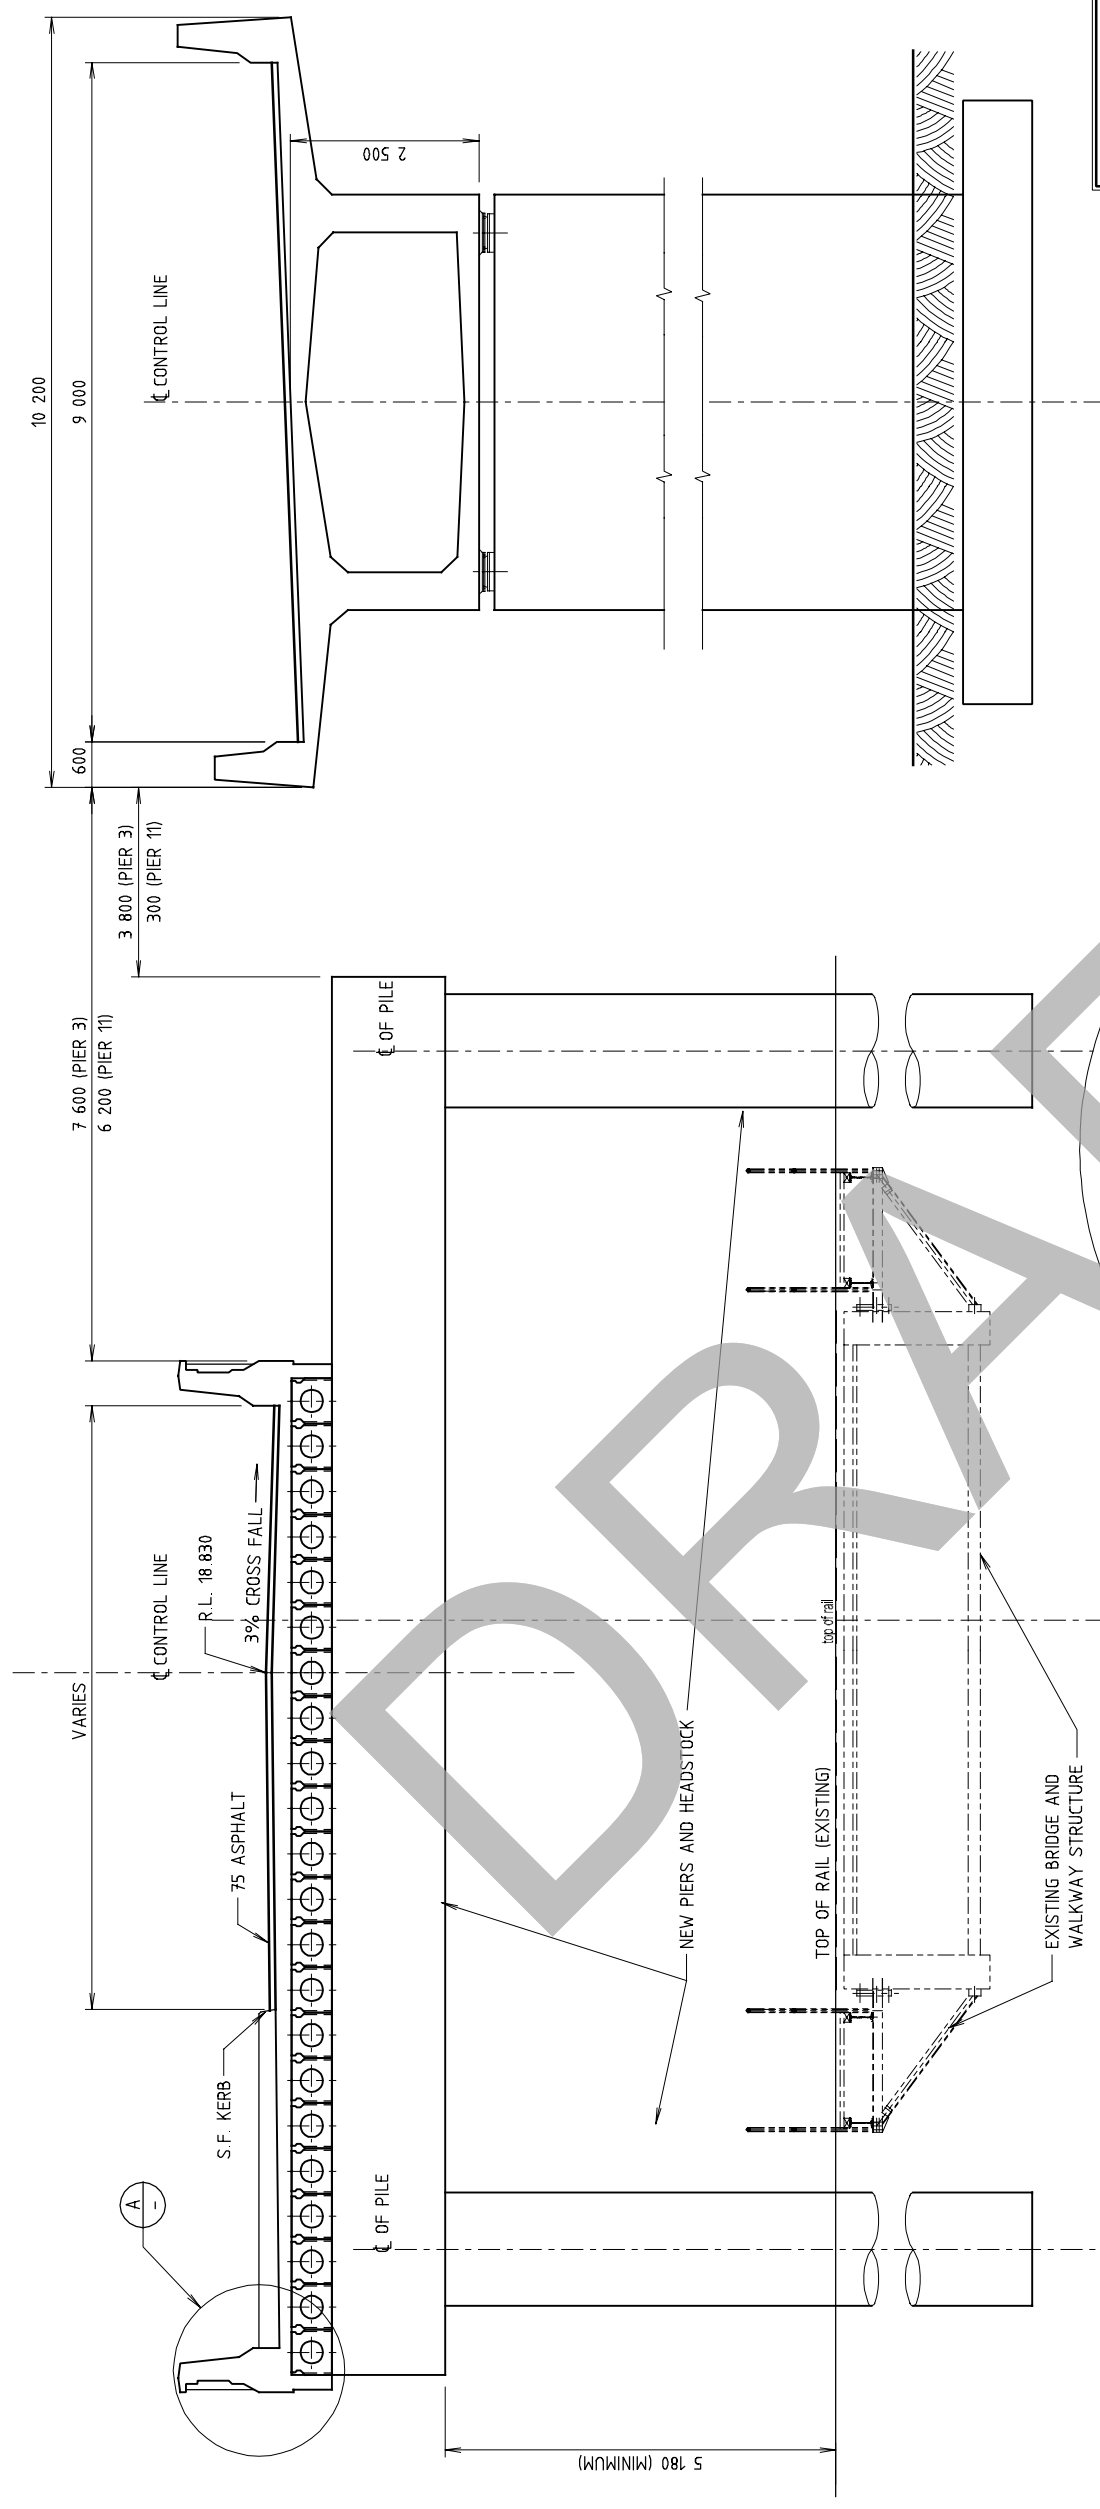 A
-
S.F. KERB
75 ASPHALT
VARIES
℄ CONTROL LINE
R.L. 18.830
3% CROSS FALL
7 600 (PIER 3)
6 200 (PIER 11)
3 800 (PIER 3)
300 (PIER 11)
10 200
600
9 000
℄ CONTROL LINE
2 500
℄ OF PILE
℄ OF PILE
5 180 (MINIMUM)
NEW PIERS AND HEADSTOCK
TOP OF RAIL (EXISTING)
top of rail
EXISTING BRIDGE AND
WALKWAY STRUCTURE
DRA